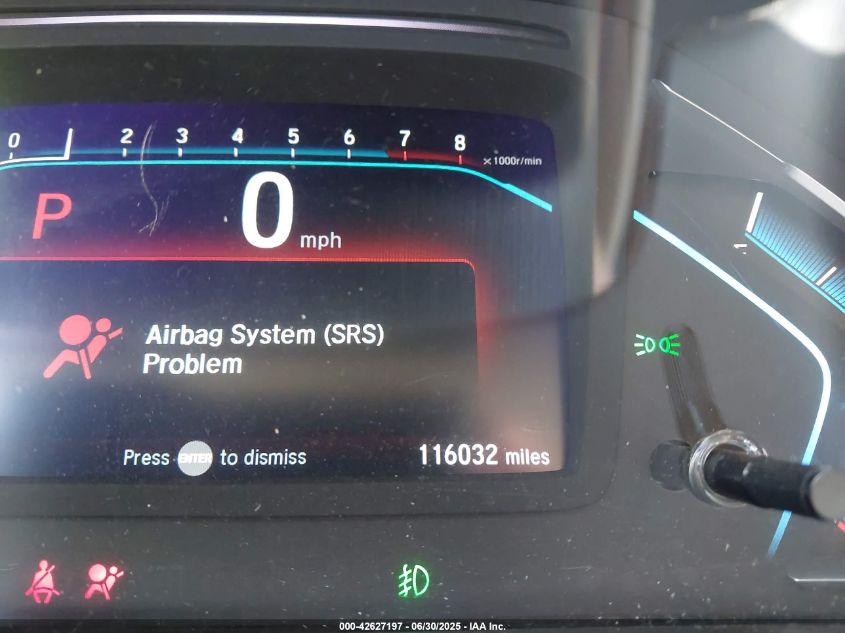 0 2 3 4 5 6 7 8 x1000r/min
P 0 mph
Airbag System (SRS)
Problem
Press ENTER to dismiss 116032 miles
000-42627197 - 06/30/2025 - IAA Inc.